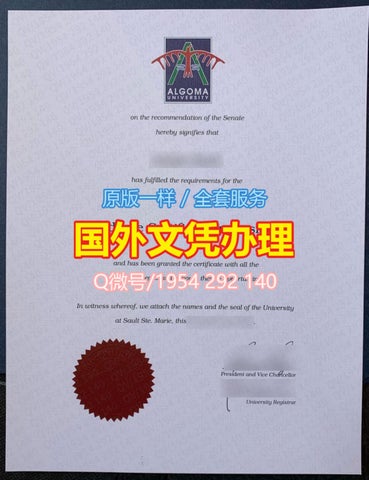 ALGOMA
UNIVERSITY
on the recommendation of the Senate
hereby signifies that
has fulfilled the requirements for the
原版一样 / 全套服务
国外文凭办理
and has been granted the certificate with all the
Q微号/1954 292 140
In witness whereof, we attach the names and the seal of the University
at Sault Ste. Marie, this
President and Vice Chancellor
University Registrar